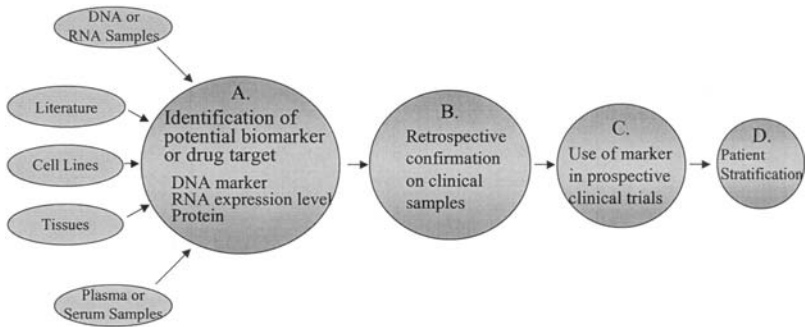 DNA or
RNA Samples
Literature
Cell Lines
Tissues
Plasma or
Serum Samples
A.
Identification of
potential biomarker
or drug target
DNA marker
RNA expression level
Protein
B.
Retrospective
confirmation
on clinical
samples
C.
Use of marker
in prospective
clinical trials
D.
Patient
Stratification